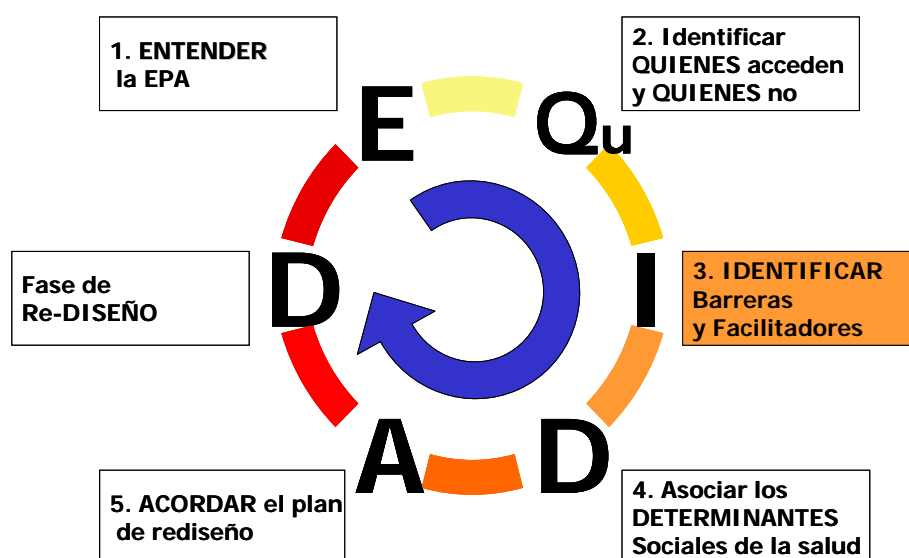 1. ENTENDER
la EPA
2. Identificar
QUIENES acceden
y QUIENES no
E
Qu
Fase de
Re-DISEÑO
D
I
3. IDENTIFICAR
Barreras
y Facilitadores
A
D
5. ACORDAR el plan
de rediseño
4. Asociar los
DETERMINANTES
Sociales de la salud